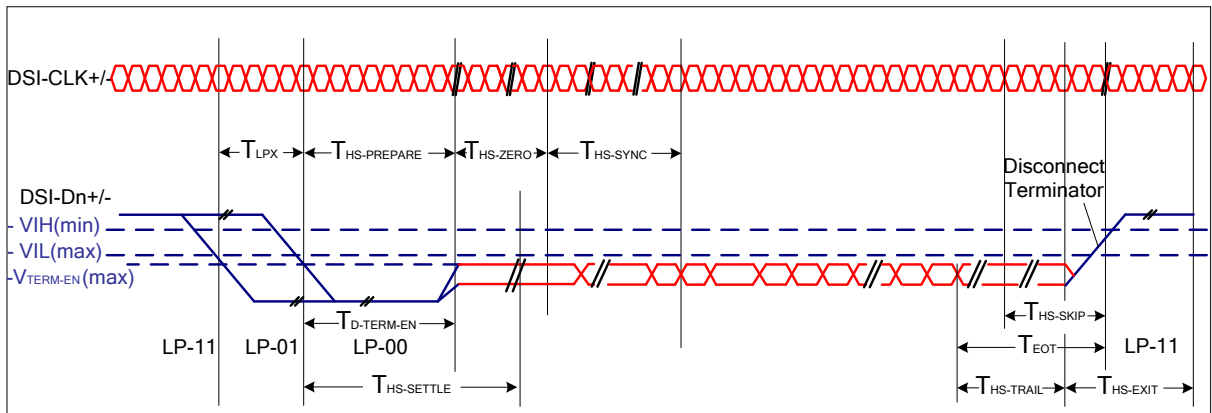 DSI-CLK+/-
TLPX
THS-PREPARE
THS-ZERO
THS-SYNC
Disconnect
Terminator
DSI-Dn+/-
- VIH(min)
- VIL(max)
-VTERM-EN(max)
TD-TERM-EN
THS-SKIP
LP-11
LP-01
LP-00
TEOT
LP-11
THS-SETTLE
THS-TRAIL
THS-EXIT